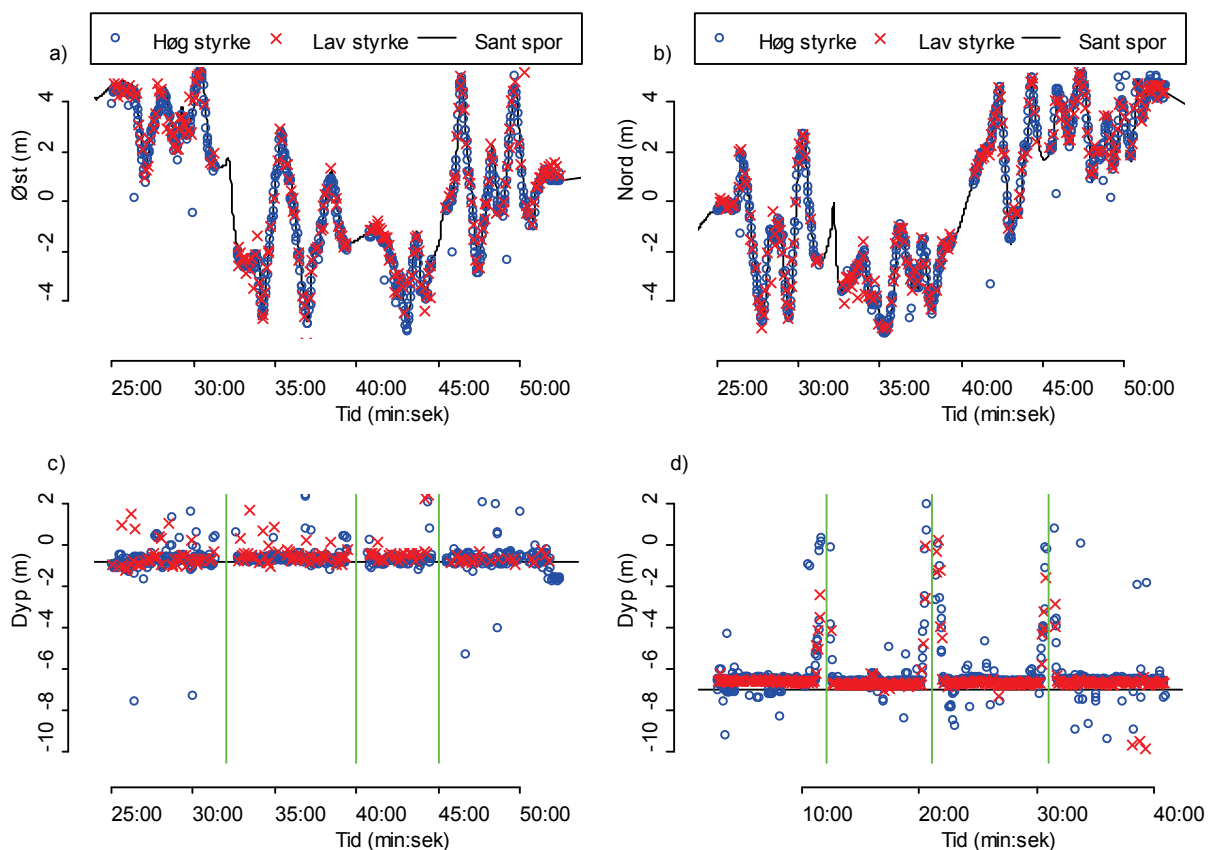 Høg styrke Lav styrke Sant spor
a)
Øst (m)
4
2
0
-2
-4
25:00 30:00 35:00 40:00 45:00 50:00
Tid (min:sek)
Høg styrke Lav styrke Sant spor
b)
Nord (m)
4
2
0
-2
-4
25:00 30:00 35:00 40:00 45:00 50:00
Tid (min:sek)
c)
Dyp (m)
2
0
-2
-4
-6
-8
-10
25:00 30:00 35:00 40:00 45:00 50:00
Tid (min:sek)
d)
Dyp (m)
2
0
-2
-4
-6
-8
-10
10:00 20:00 30:00 40:00
Tid (min:sek)